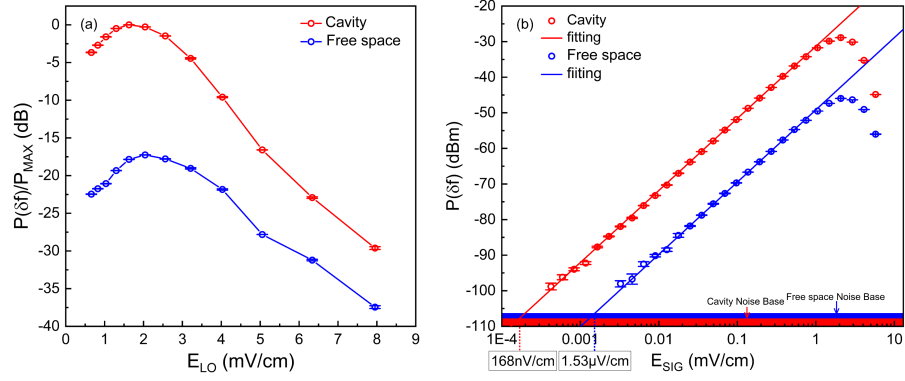 (a)
Cavity
Free space
0
-5
-10
-15
-20
-25
-30
-35
-40
P(δf)/P_MAX (dB)
0 1 2 3 4 5 6 7 8 9
E_LO (mV/cm)
(b)
Cavity
fitting
Free space
fiiting
-20
-30
-40
-50
-60
-70
-80
-90
-100
-110
P(δf) (dBm)
Free space Noise Base
Cavity Noise Base
1E-4 0.001 0.01 0.1 1 10
168nV/cm 1.53μV/cm
E_SIG (mV/cm)